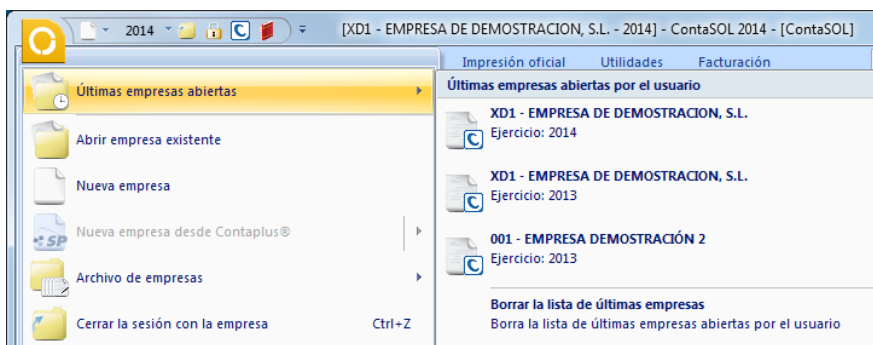 2014
[XD1 - EMPRESA DE DEMOSTRACION, S.L. - 2014] - ContaSOL 2014 - [ContaSOL]
Impresión oficial Utilidades Facturación
Últimas empresas abiertas
Abrir empresa existente
Nueva empresa
SP Nueva empresa desde Contaplus®
Archivo de empresas
Cerrar la sesión con la empresa Ctrl+Z
Últimas empresas abiertas por el usuario
XD1 - EMPRESA DE DEMOSTRACION, S.L.
Ejercicio: 2014
XD1 - EMPRESA DE DEMOSTRACION, S.L.
Ejercicio: 2013
001 - EMPRESA DEMOSTRACIÓN 2
Ejercicio: 2013
Borrar la lista de últimas empresas
Borra la lista de últimas empresas abiertas por el usuario